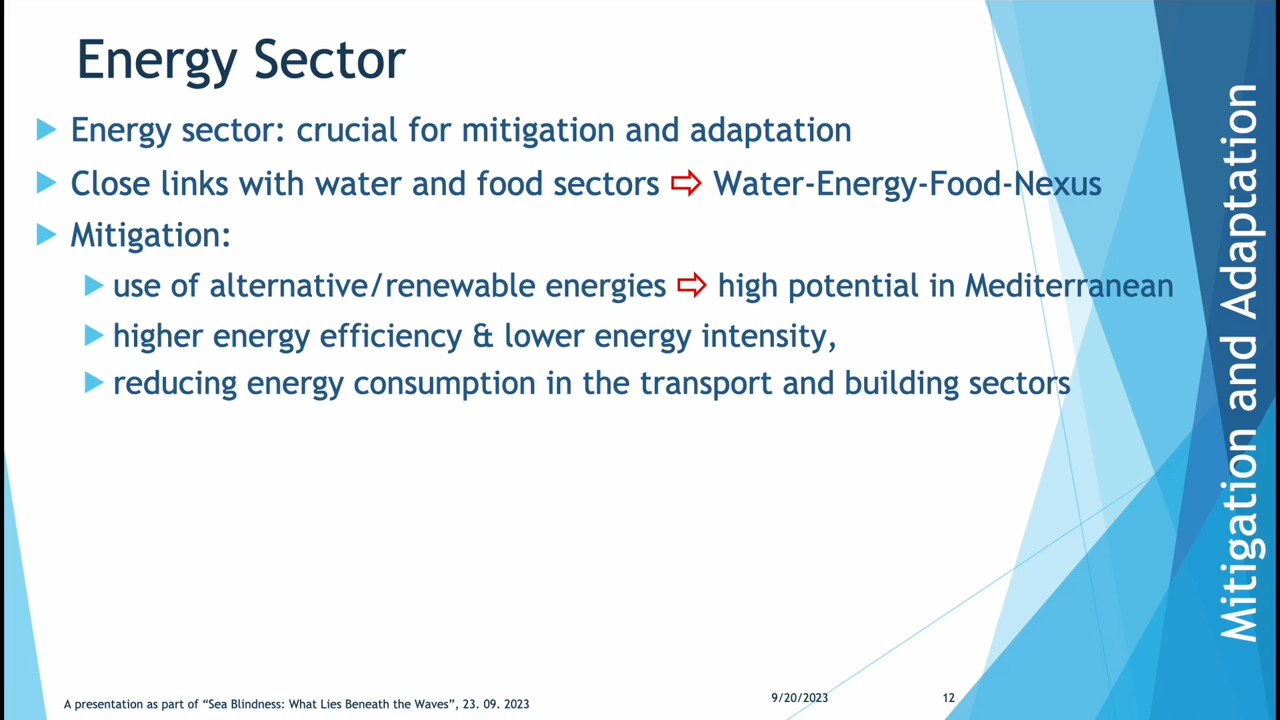 Energy Sector
Energy sector: crucial for mitigation and adaptation
Close links with water and food sectors ⇨ Water-Energy-Food-Nexus
Mitigation:
use of alternative/renewable energies ⇨ high potential in Mediterranean
higher energy efficiency & lower energy intensity,
reducing energy consumption in the transport and building sectors
Mitigation and Adaptation
A presentation as part of “Sea Blindness: What Lies Beneath the Waves”, 23. 09. 2023
9/20/2023
12